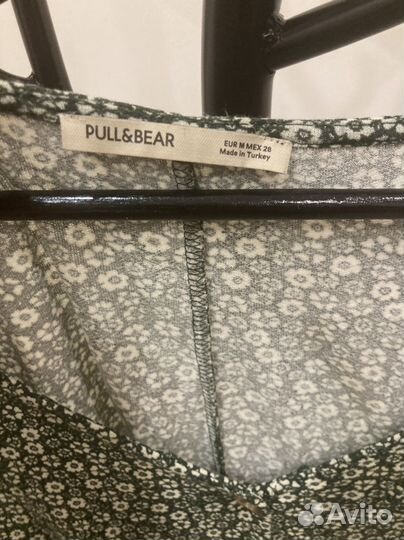 PULL&BEAR
EUR M MEX 28
Made in Turkey
Avito